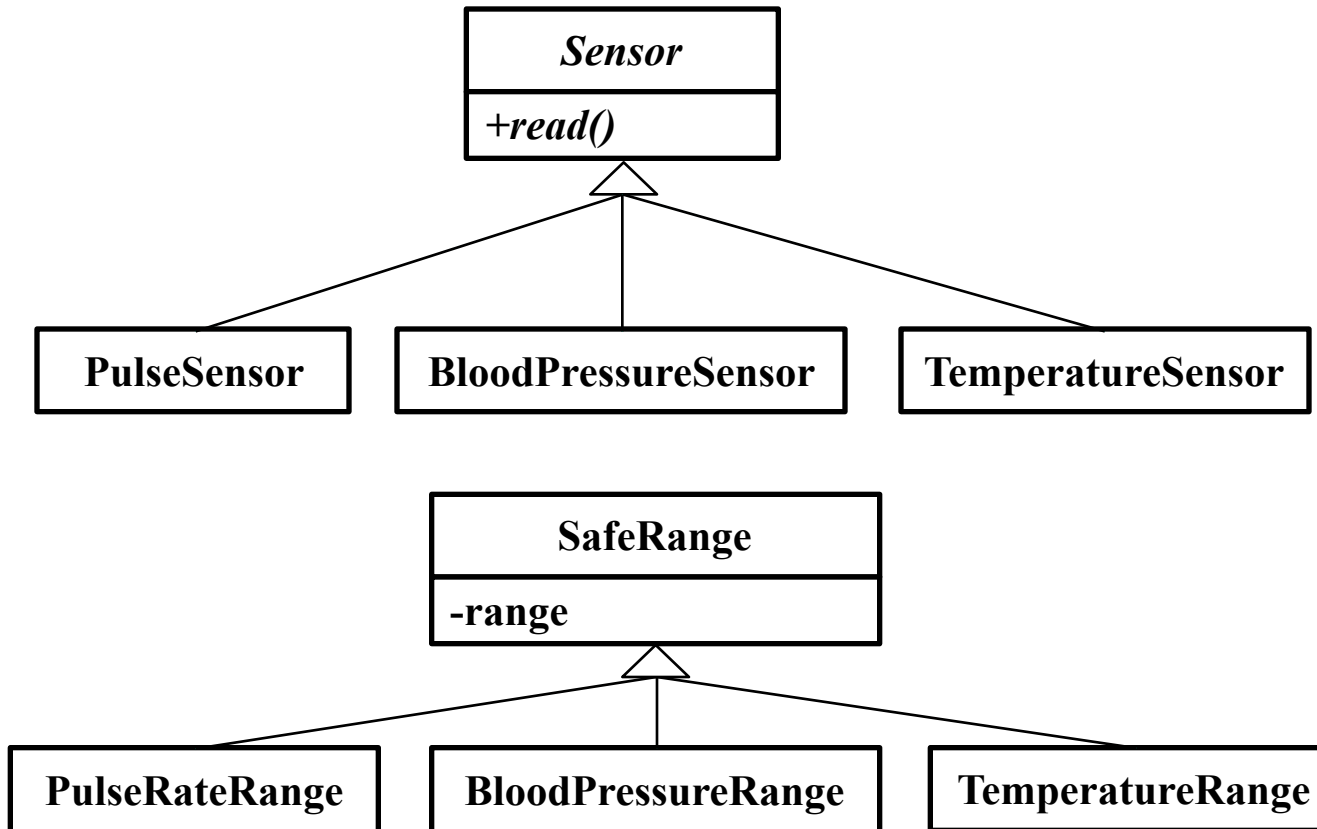 Sensor
+read()
PulseSensor
BloodPressureSensor
TemperatureSensor
SafeRange
-range
PulseRateRange
BloodPressureRange
TemperatureRange